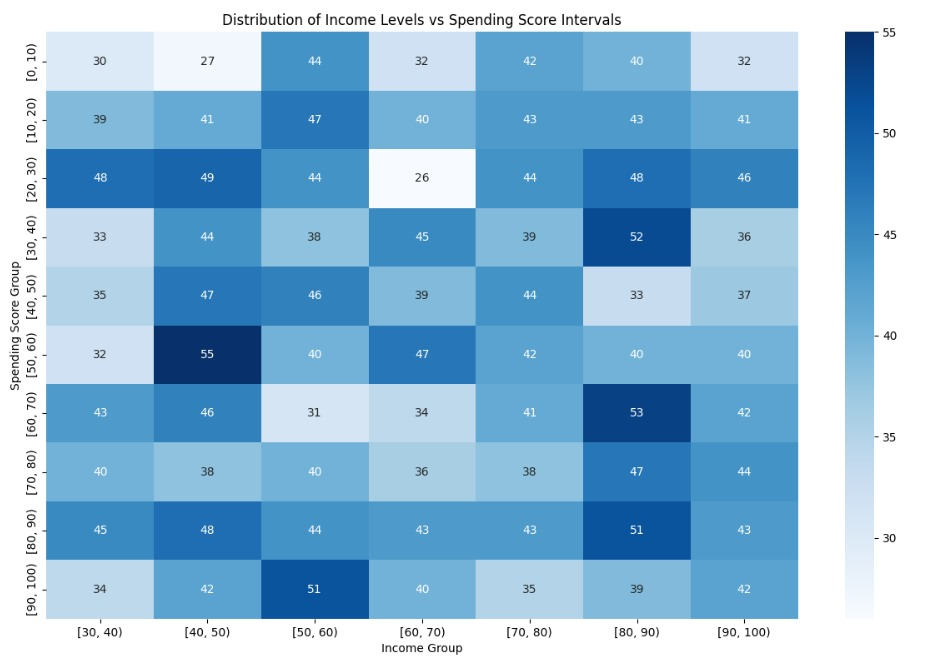 Distribution of Income Levels vs Spending Score Intervals
Spending Score Group
[0, 10) 30 27 44 32 42 40 32
[10, 20) 39 41 47 40 43 43 41
[20, 30) 48 49 44 26 44 48 46
[30, 40) 33 44 38 45 39 52 36
[40, 50) 35 47 46 39 44 33 37
[50, 60) 32 55 40 47 42 40 40
[60, 70) 43 46 31 34 41 53 42
[70, 80) 40 38 40 36 38 47 44
[80, 90) 45 48 44 43 43 51 43
[90, 100) 34 42 51 40 35 39 42
[30, 40) [40, 50) [50, 60) [60, 70) [70, 80) [80, 90) [90, 100)
Income Group
55
50
45
40
35
30